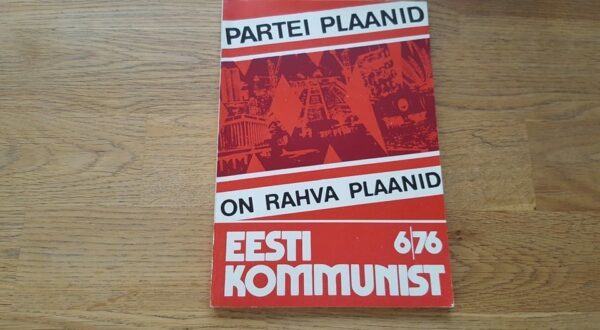 PARTEI PLAANID
ON RAHVA PLAANID
EESTI 6/76
KOMMUNIST